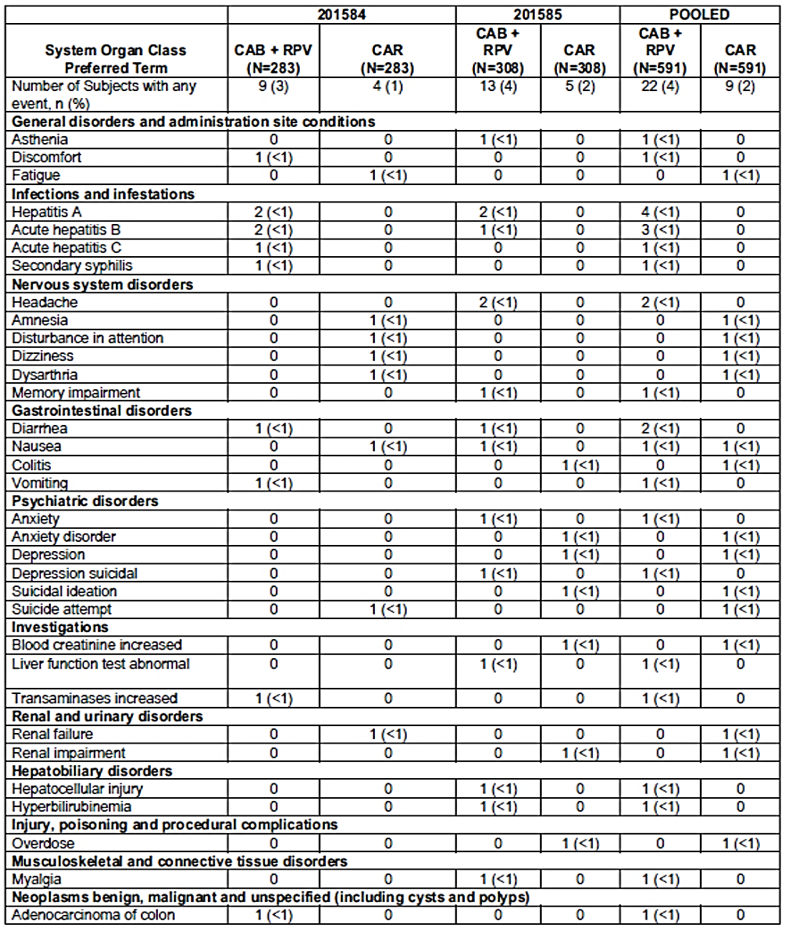 201584 201585 POOLED
System Organ Class Preferred Term CAB + RPV (N=283) CAR (N=283) CAB + RPV (N=308) CAR (N=308) CAB + RPV (N=591) CAR (N=591)
Number of Subjects with any event, n (%) 9 (3) 4 (1) 13 (4) 5 (2) 22 (4) 9 (2)
General disorders and administration site conditions
Asthenia 0 0 1 (<1) 0 1 (<1) 0
Discomfort 1 (<1) 0 0 0 1 (<1) 0
Fatigue 0 1 (<1) 0 0 0 1 (<1)
Infections and infestations
Hepatitis A 2 (<1) 0 2 (<1) 0 4 (<1) 0
Acute hepatitis B 2 (<1) 0 1 (<1) 0 3 (<1) 0
Acute hepatitis C 1 (<1) 0 0 0 1 (<1) 0
Secondary syphilis 1 (<1) 0 0 0 1 (<1) 0
Nervous system disorders
Headache 0 0 2 (<1) 0 2 (<1) 0
Amnesia 0 1 (<1) 0 0 0 1 (<1)
Disturbance in attention 0 1 (<1) 0 0 0 1 (<1)
Dizziness 0 1 (<1) 0 0 0 1 (<1)
Dysarthria 0 1 (<1) 0 0 0 1 (<1)
Memory impairment 0 0 1 (<1) 0 1 (<1) 0
Gastrointestinal disorders
Diarrhea 1 (<1) 0 1 (<1) 0 2 (<1) 0
Nausea 0 1 (<1) 1 (<1) 0 1 (<1) 1 (<1)
Colitis 0 0 0 1 (<1) 0 1 (<1)
Vomiting 1 (<1) 0 0 0 1 (<1) 0
Psychiatric disorders
Anxiety 0 0 1 (<1) 0 1 (<1) 0
Anxiety disorder 0 0 0 1 (<1) 0 1 (<1)
Depression 0 0 0 1 (<1) 0 1 (<1)
Depression suicidal 0 0 1 (<1) 0 1 (<1) 0
Suicidal ideation 0 0 0 1 (<1) 0 1 (<1)
Suicide attempt 0 1 (<1) 0 0 0 1 (<1)
Investigations
Blood creatinine increased 0 0 0 1 (<1) 0 1 (<1)
Liver function test abnormal 0 0 1 (<1) 0 1 (<1) 0
Transaminases increased 1 (<1) 0 0 0 1 (<1) 0
Renal and urinary disorders
Renal failure 0 1 (<1) 0 0 0 1 (<1)
Renal impairment 0 0 0 1 (<1) 0 1 (<1)
Hepatobiliary disorders
Hepatocellular injury 0 0 1 (<1) 0 1 (<1) 0
Hyperbilirubinemia 0 0 1 (<1) 0 1 (<1) 0
Injury, poisoning and procedural complications
Overdose 0 0 0 1 (<1) 0 1 (<1)
Musculoskeletal and connective tissue disorders
Myalgia 0 0 1 (<1) 0 1 (<1) 0
Neoplasms benign, malignant and unspecified (including cysts and polyps)
Adenocarcinoma of colon 1 (<1) 0 0 0 1 (<1) 0